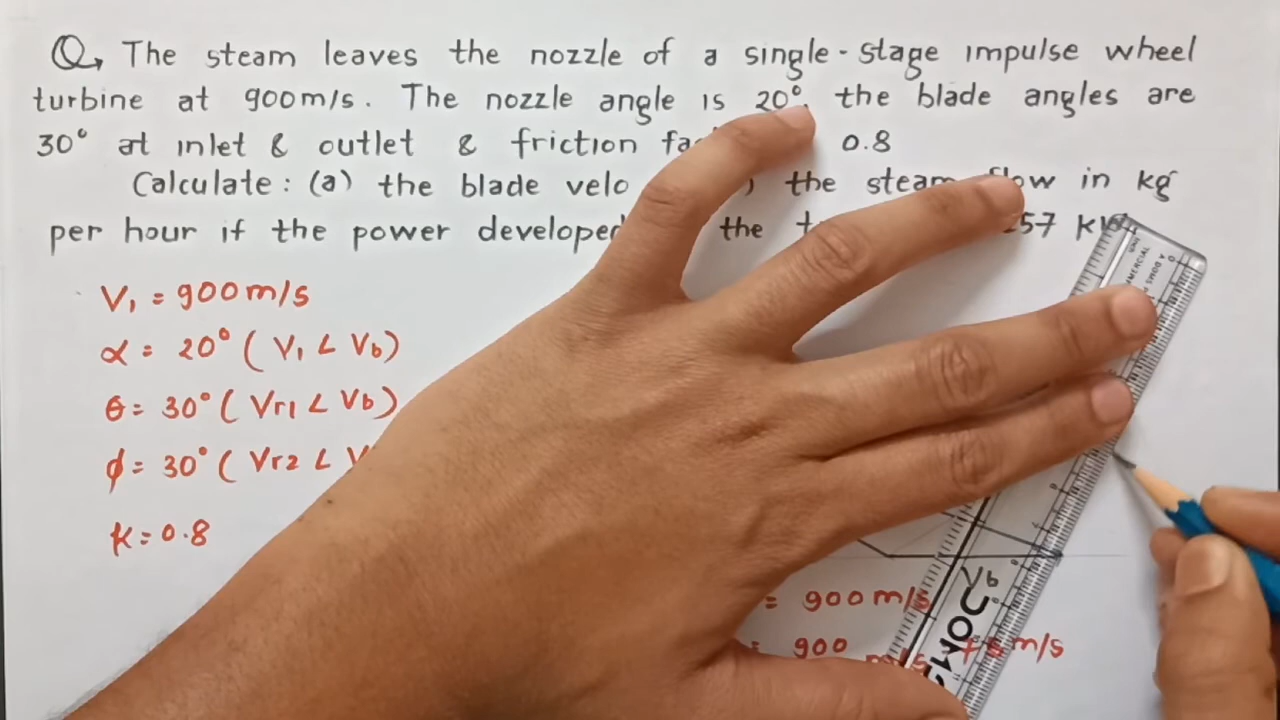 Q, The steam leaves the nozzle of a single-stage impulse wheel
turbine at 900m/s. The nozzle angle is 20°, the blade angles are
30° at inlet & outlet & friction 0.8
Calculate: (a) the blade the steam flow in kg
per hour if the power developed the 257 kW
V₁ = 900m/s
α = 20° (V₁ ∠ Vb)
θ = 30° (Vr1 ∠ Vb)
ϕ = 30° (Vr2 ∠
K = 0.8
Vb
= 900m/s
= 900 m/s